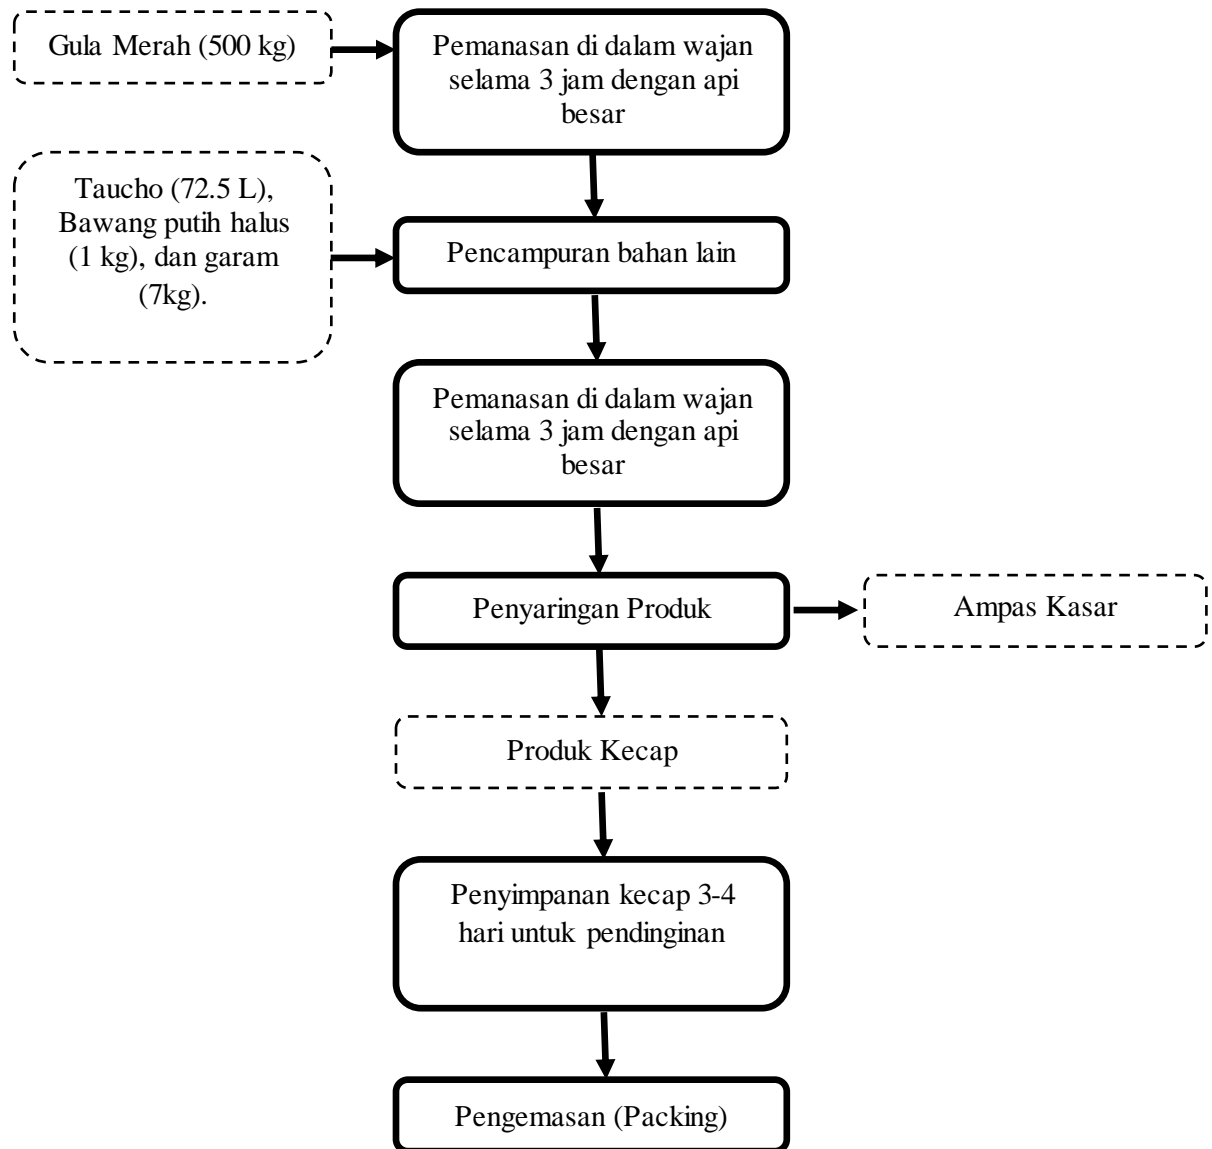 Gula Merah (500 kg)
Pemanasan di dalam wajan
selama 3 jam dengan api
besar
Taucho (72.5 L),
Bawang putih halus
(1 kg), dan garam
(7kg).
Pencampuran bahan lain
Pemanasan di dalam wajan
selama 3 jam dengan api
besar
Penyaringan Produk
Ampas Kasar
Produk Kecap
Penyimpanan kecap 3-4
hari untuk pendinginan
Pengemasan (Packing)